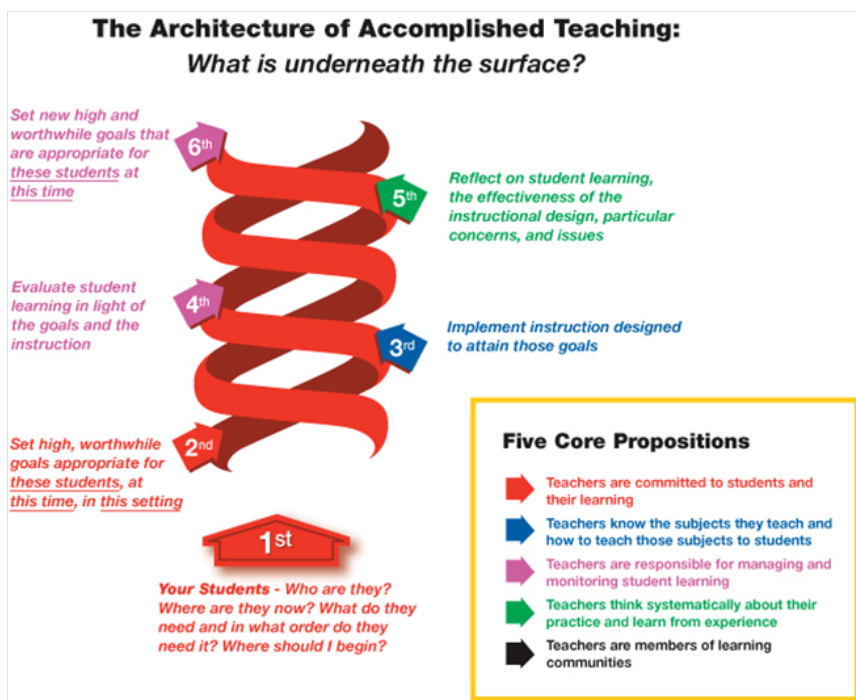 The Architecture of Accomplished Teaching:
What is underneath the surface?
Set new high and
worthwhile goals that
are appropriate for
these students at
this time
6th
5th
Reflect on student learning,
the effectiveness of the
instructional design, particular
concerns, and issues
Evaluate student
learning in light of
the goals and the
instruction
4th
3rd
Implement instruction designed
to attain those goals
Set high, worthwhile
goals appropriate for
these students, at
this time, in this setting
2nd
1st
Your Students - Who are they?
Where are they now? What do they
need and in what order do they
need it? Where should I begin?
Five Core Propositions
Teachers are committed to students and
their learning
Teachers know the subjects they teach and
how to teach those subjects to students
Teachers are responsible for managing and
monitoring student learning
Teachers think systematically about their
practice and learn from experience
Teachers are members of learning
communities